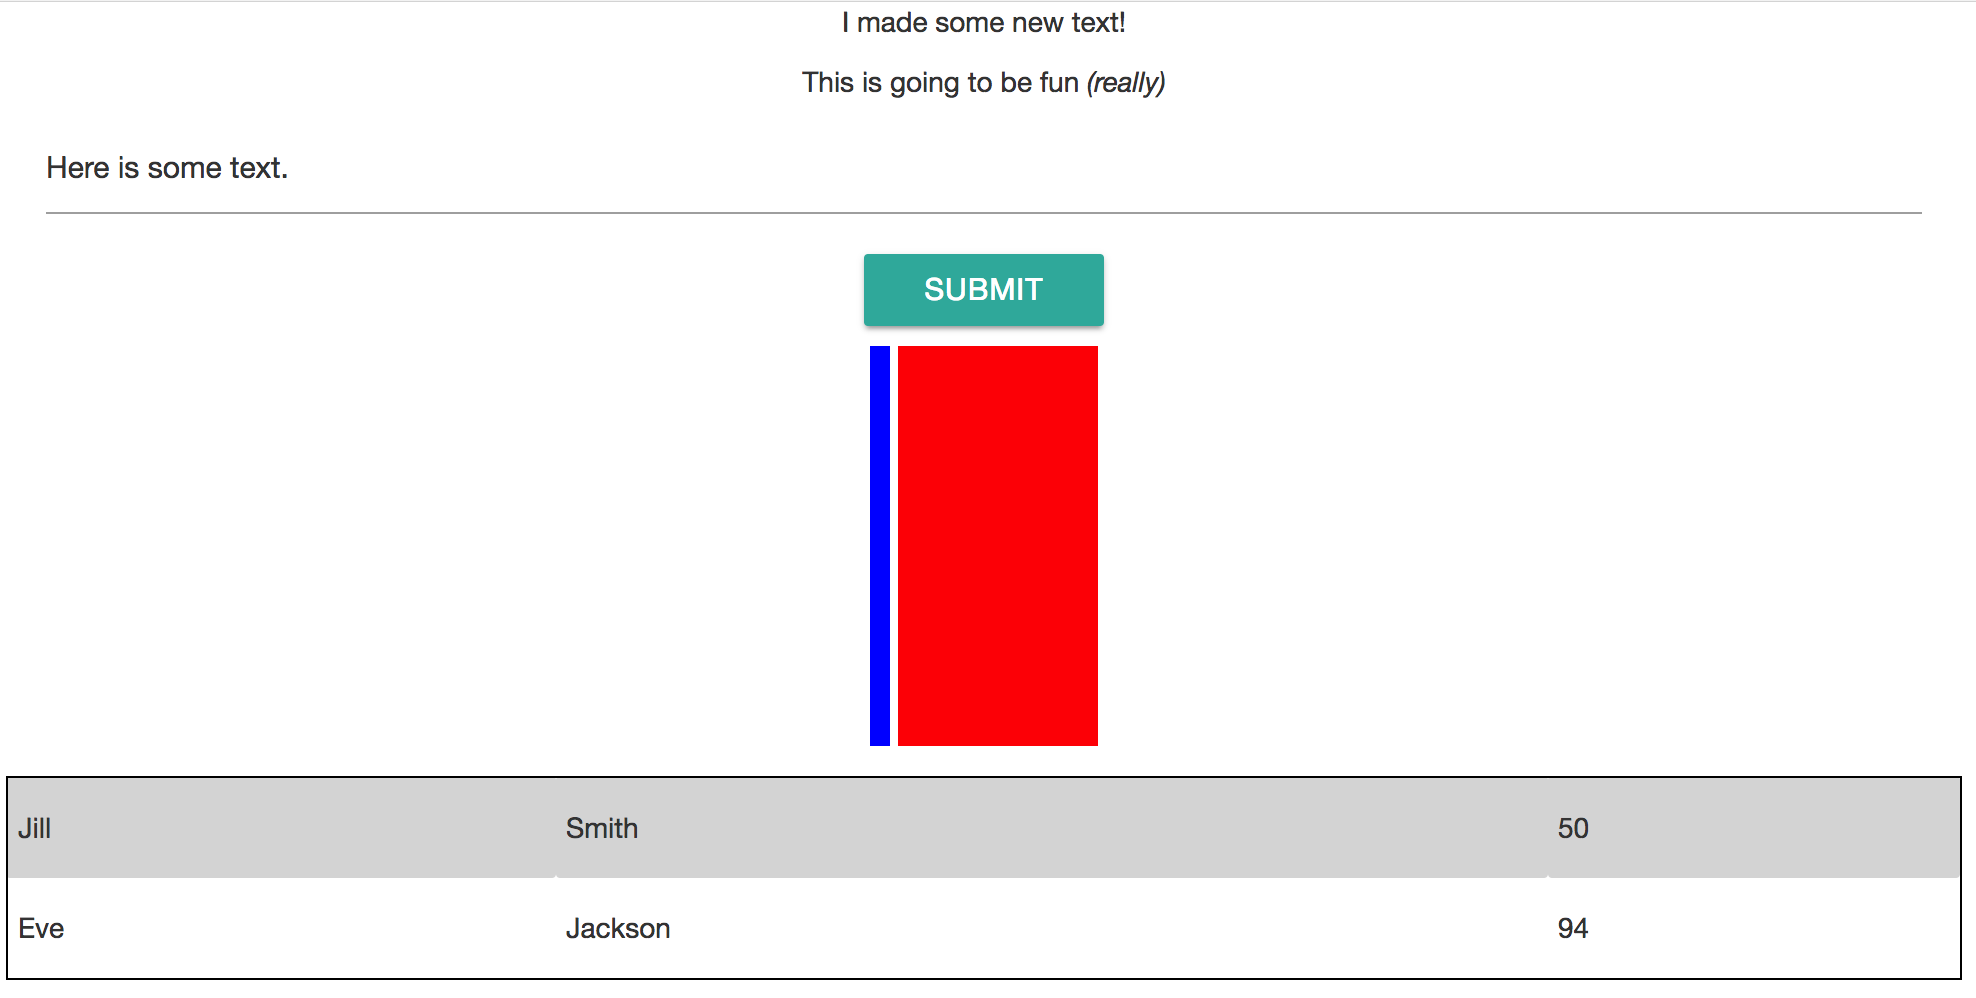 I made some new text!
This is going to be fun (really)
Here is some text.
SUBMIT
Jill Smith 50
Eve Jackson 94